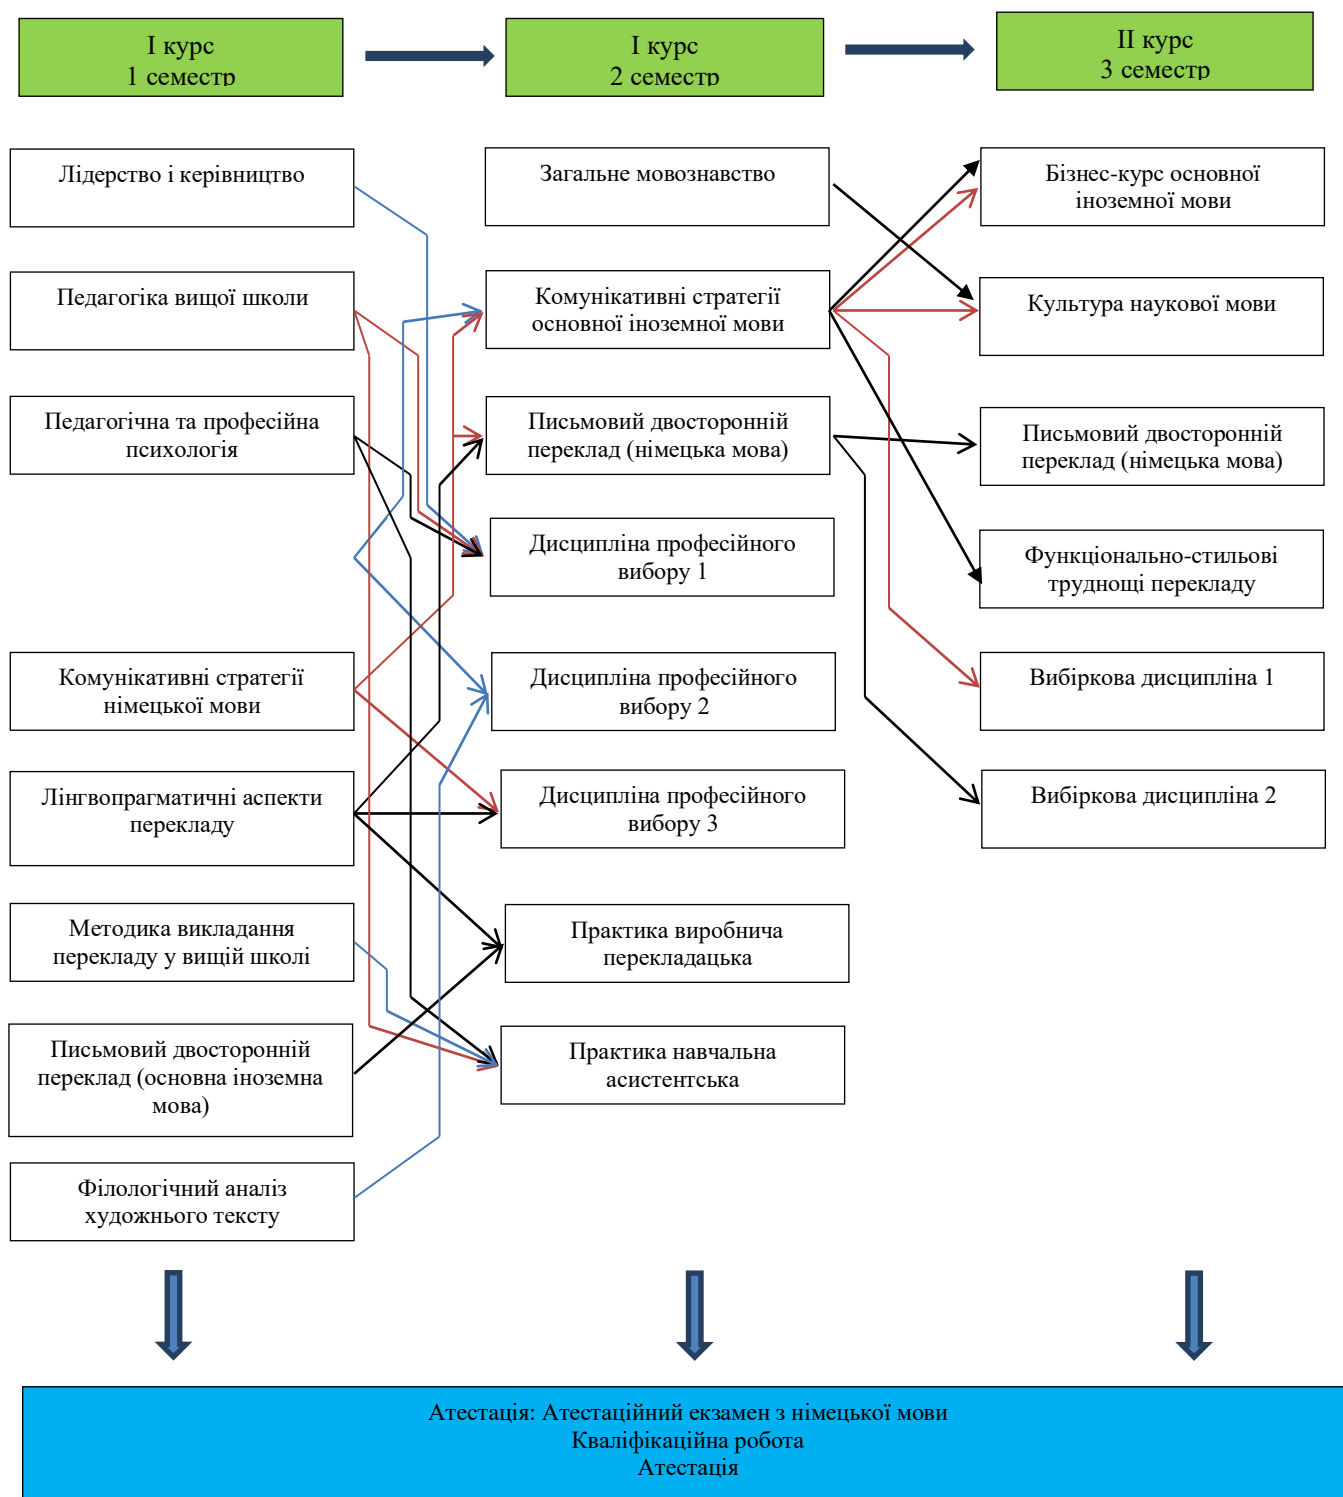 І курс
1 семестр
І курс
2 семестр
ІІ курс
3 семестр
Лідерство і керівництво
Педагогіка вищої школи
Педагогічна та професійна
психологія
Комунікативні стратегії
німецької мови
Лінгвопрагматичні аспекти
перекладу
Методика викладання
перекладу у вищій школі
Письмовий двосторонній
переклад (основна іноземна
мова)
Філологічний аналіз
художнього тексту
Загальне мовознавство
Комунікативні стратегії
основної іноземної мови
Письмовий двосторонній
переклад (німецька мова)
Дисципліна професійного
вибору 1
Дисципліна професійного
вибору 2
Дисципліна професійного
вибору 3
Практика виробнича
перекладацька
Практика навчальна
асистентська
Бізнес-курс основної
іноземної мови
Культура наукової мови
Письмовий двосторонній
переклад (німецька мова)
Функціонально-стильові
труднощі перекладу
Вибіркова дисципліна 1
Вибіркова дисципліна 2
Атестація: Атестаційний екзамен з німецької мови
Кваліфікаційна робота
Атестація